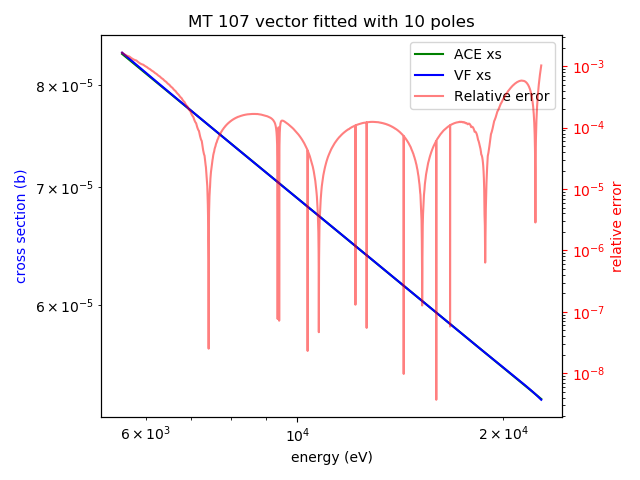 MT 107 vector fitted with 10 poles
ACE xs
VF xs
Relative error
8 × 10⁻⁵
7 × 10⁻⁵
6 × 10⁻⁵
cross section (b)
10⁻³
10⁻⁴
10⁻⁵
10⁻⁶
10⁻⁷
10⁻⁸
relative error
6 × 10³
10⁴
2 × 10⁴
energy (eV)